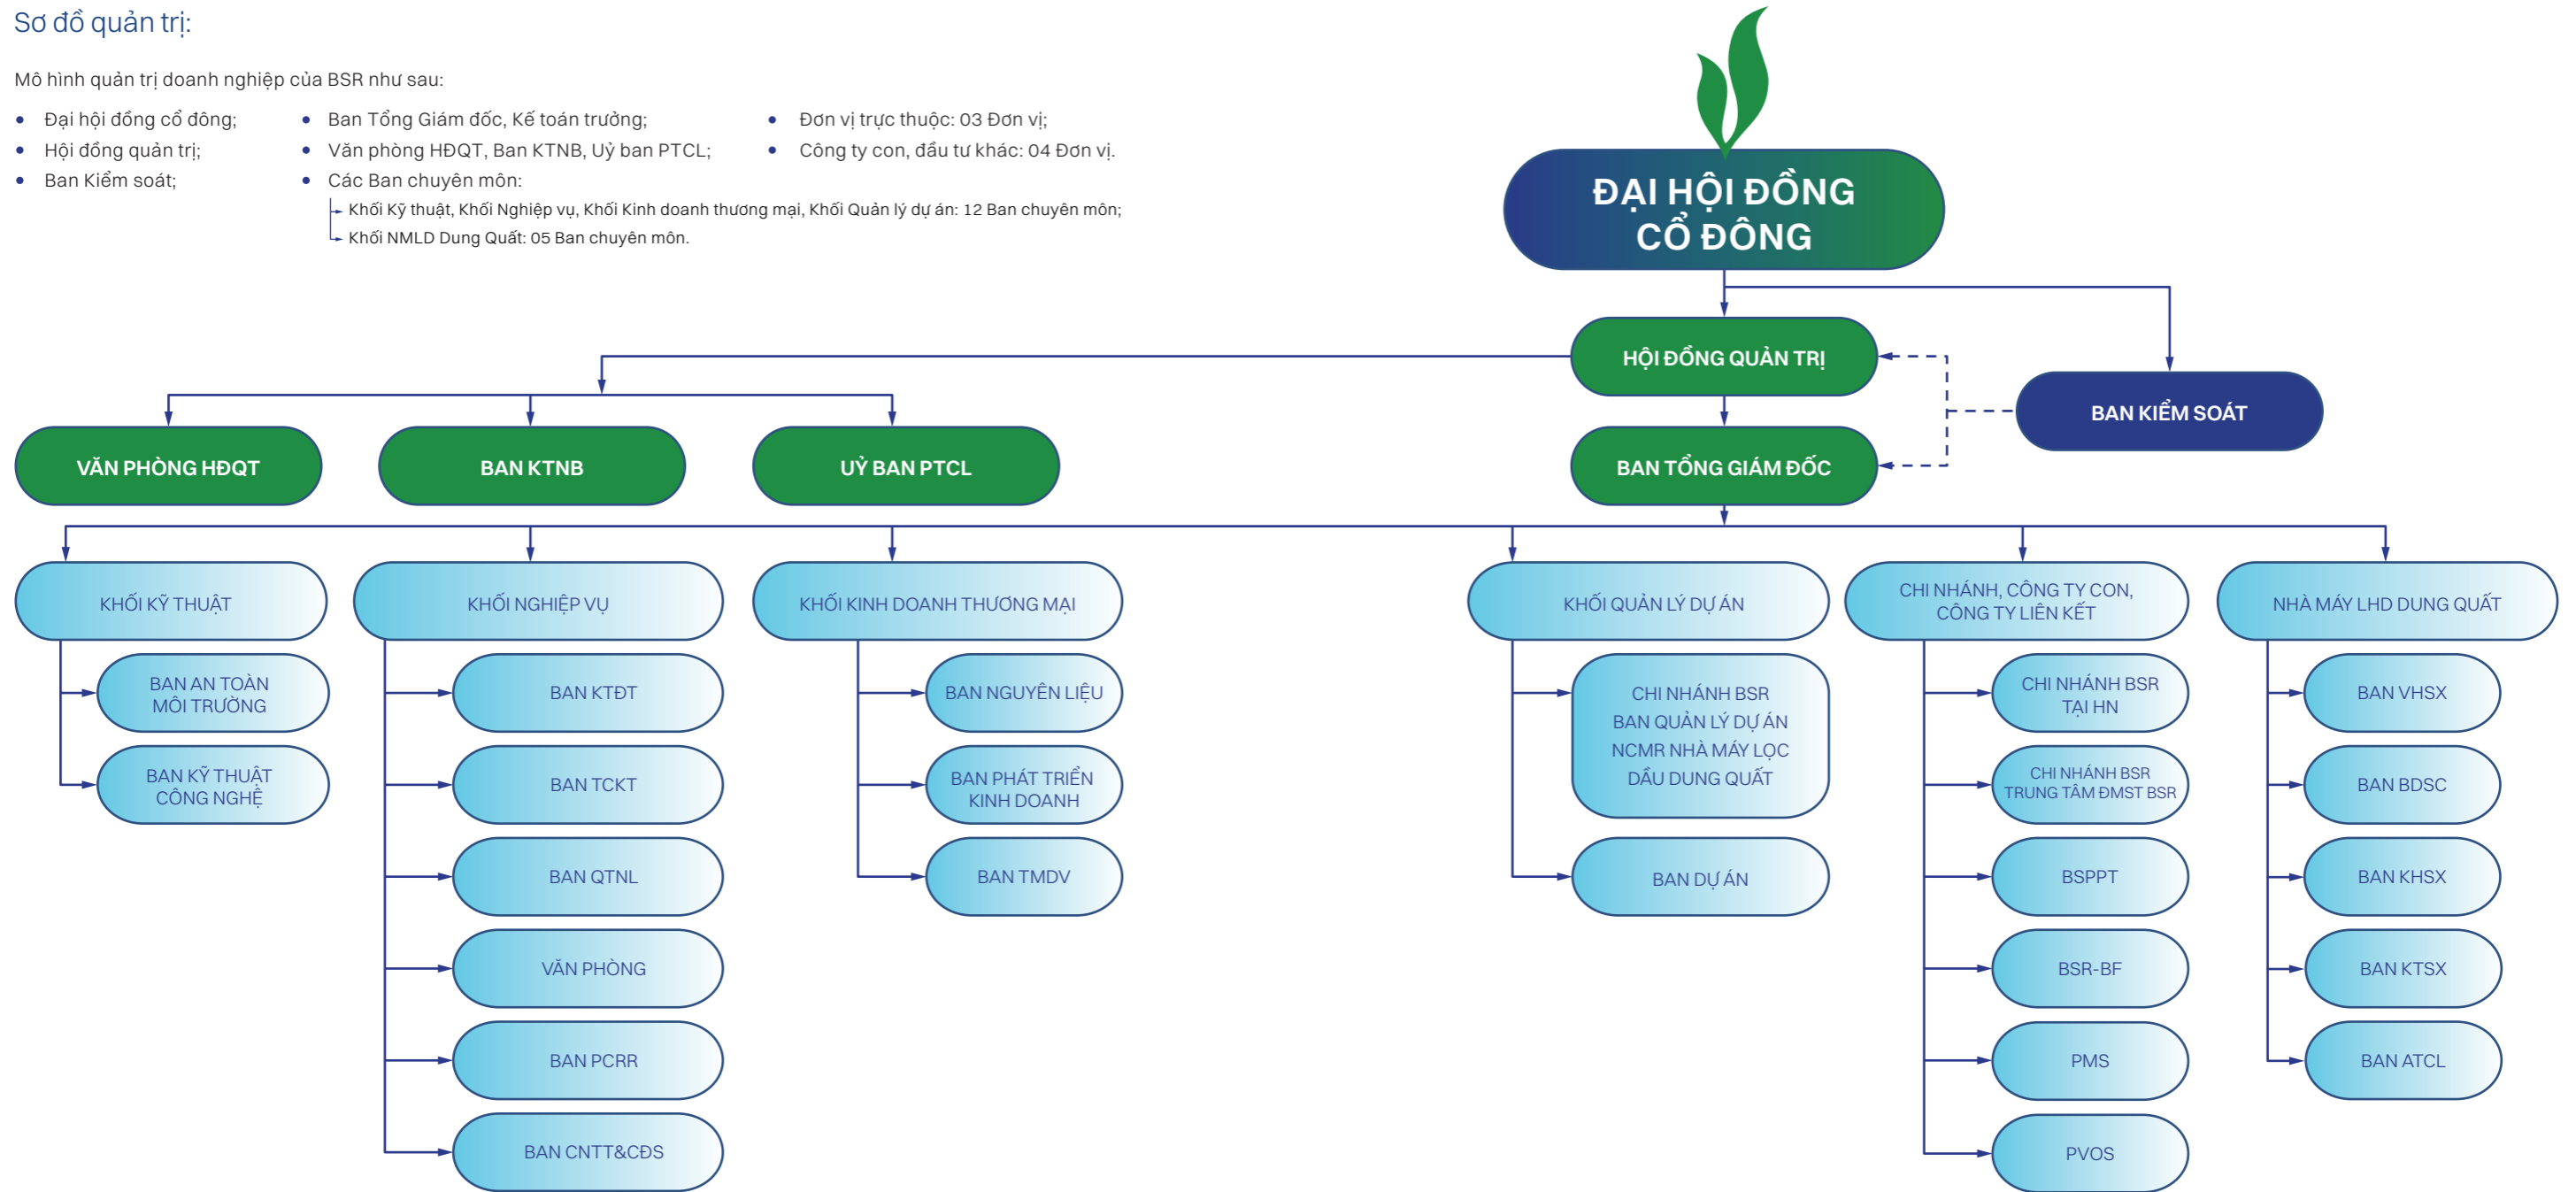 Sơ đồ quản trị:
Mô hình quản trị doanh nghiệp của BSR như sau:
• Đại hội đồng cổ đông;
• Hội đồng quản trị;
• Ban Kiểm soát;
• Ban Tổng Giám đốc, Kế toán trưởng;
• Văn phòng HĐQT, Ban KTNB, Uỷ ban PTCL;
• Các Ban chuyên môn:
Khối Kỹ thuật, Khối Nghiệp vụ, Khối Kinh doanh thương mại, Khối Quản lý dự án: 12 Ban chuyên môn;
Khối NMLD Dung Quất: 05 Ban chuyên môn.
• Đơn vị trực thuộc: 03 Đơn vị;
• Công ty con, đầu tư khác: 04 Đơn vị.
ĐẠI HỘI ĐỒNG
CỔ ĐÔNG
HỘI ĐỒNG QUẢN TRỊ
BAN KIỂM SOÁT
VĂN PHÒNG HĐQT
BAN KTNB
UỶ BAN PTCL
BAN TỔNG GIÁM ĐỐC
KHỐI KỸ THUẬT
BAN AN TOÀN
MÔI TRƯỜNG
BAN KỸ THUẬT
CÔNG NGHỆ
KHỐI NGHIỆP VỤ
BAN KTĐT
BAN TCKT
BAN QTNL
VĂN PHÒNG
BAN PCRR
BAN CNTT&CĐS
KHỐI KINH DOANH THƯƠNG MẠI
BAN NGUYÊN LIỆU
BAN PHÁT TRIỂN
KINH DOANH
BAN TMDV
KHỐI QUẢN LÝ DỰ ÁN
CHI NHÁNH BSR
BAN QUẢN LÝ DỰ ÁN
NCMR NHÀ MÁY LỌC
DẦU DUNG QUẤT
BAN DỰ ÁN
CHI NHÁNH, CÔNG TY CON,
CÔNG TY LIÊN KẾT
CHI NHÁNH BSR
TẠI HN
CHI NHÁNH BSR
TRUNG TÂM ĐMST BSR
BSPPT
BSR-BF
PMS
PVOS
NHÀ MÁY LHD DUNG QUẤT
BAN VHSX
BAN BDSC
BAN KHSX
BAN KTSX
BAN ATCL